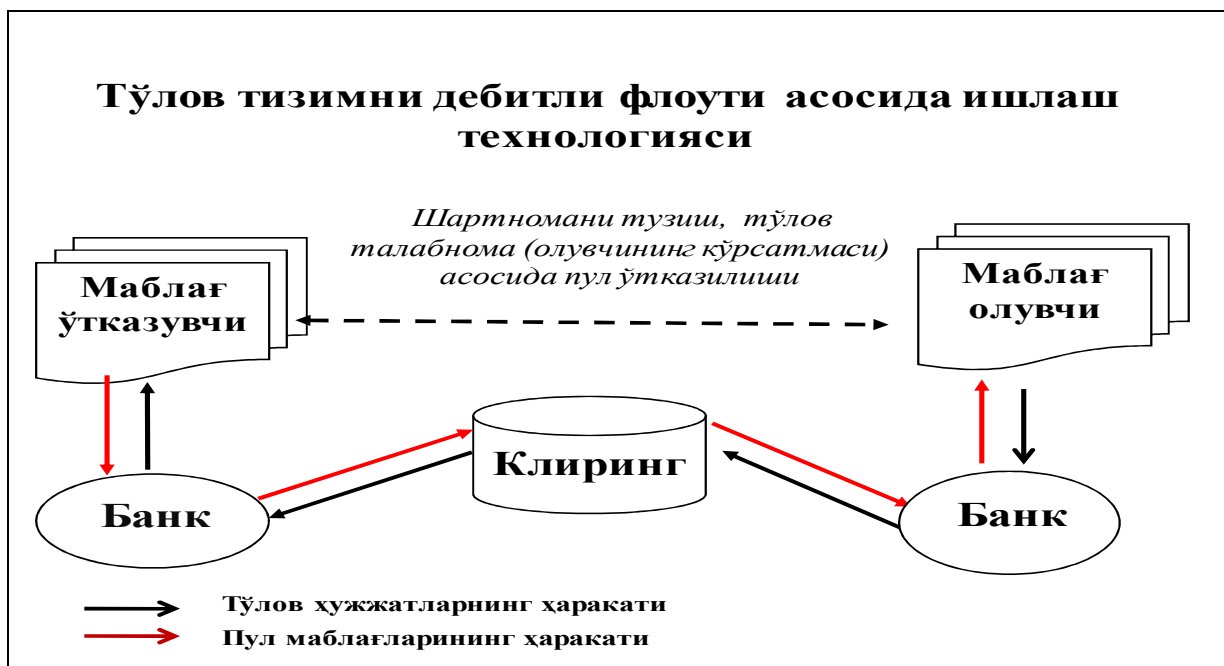 Тўлов тизимни дебитли флоути асосида ишлаш
технологияси
Шартномани тузиш, тўлов
талабнома (олувчининг кўрсатмаси)
асосида пул ўтказилиши
Маблағ
ўтказувчи
Маблағ
олувчи
Клиринг
Банк
Банк
Тўлов ҳужжатларнинг ҳаракати
Пул маблағларининг ҳаракати